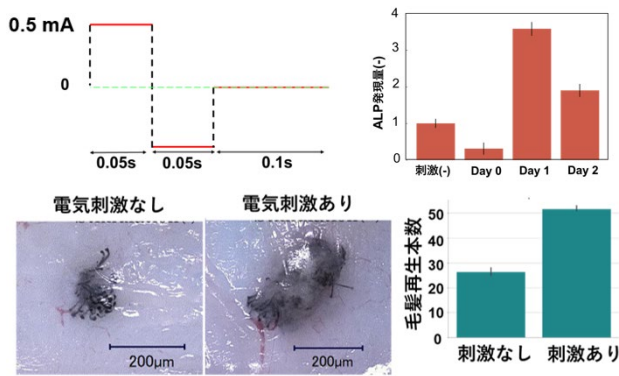 0.5 mA
0
0.05s
0.05s
0.1s
ALP発現量(-)
4
3
2
1
0
刺激(-)
Day 0
Day 1
Day 2
電気刺激なし
電気刺激あり
200μm
200μm
毛髪再生本数
50
40
30
20
10
0
刺激なし
刺激あり